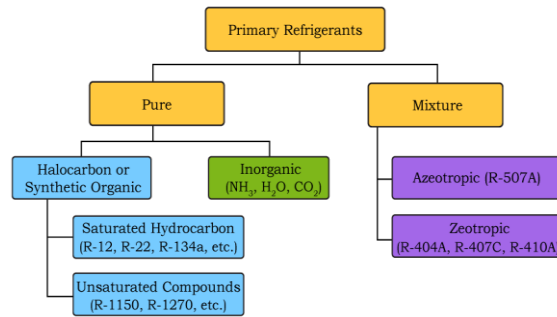 Primary Refrigerants
Pure
Mixture
Halocarbon or
Synthetic Organic
Inorganic
(NH₃, H₂O, CO₂)
Azeotropic (R-507A)
Saturated Hydrocarbon
(R-12, R-22, R-134a, etc.)
Zeotropic
(R-404A, R-407C, R-410A)
Unsaturated Compounds
(R-1150, R-1270, etc.)